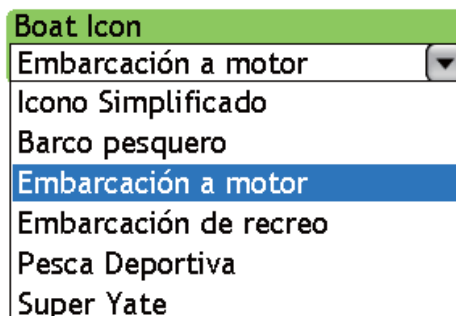 Boat Icon
Embarcación a motor
Icono Simplificado
Barco pesquero
Embarcación a motor
Embarcación de recreo
Pesca Deportiva
Super Yate